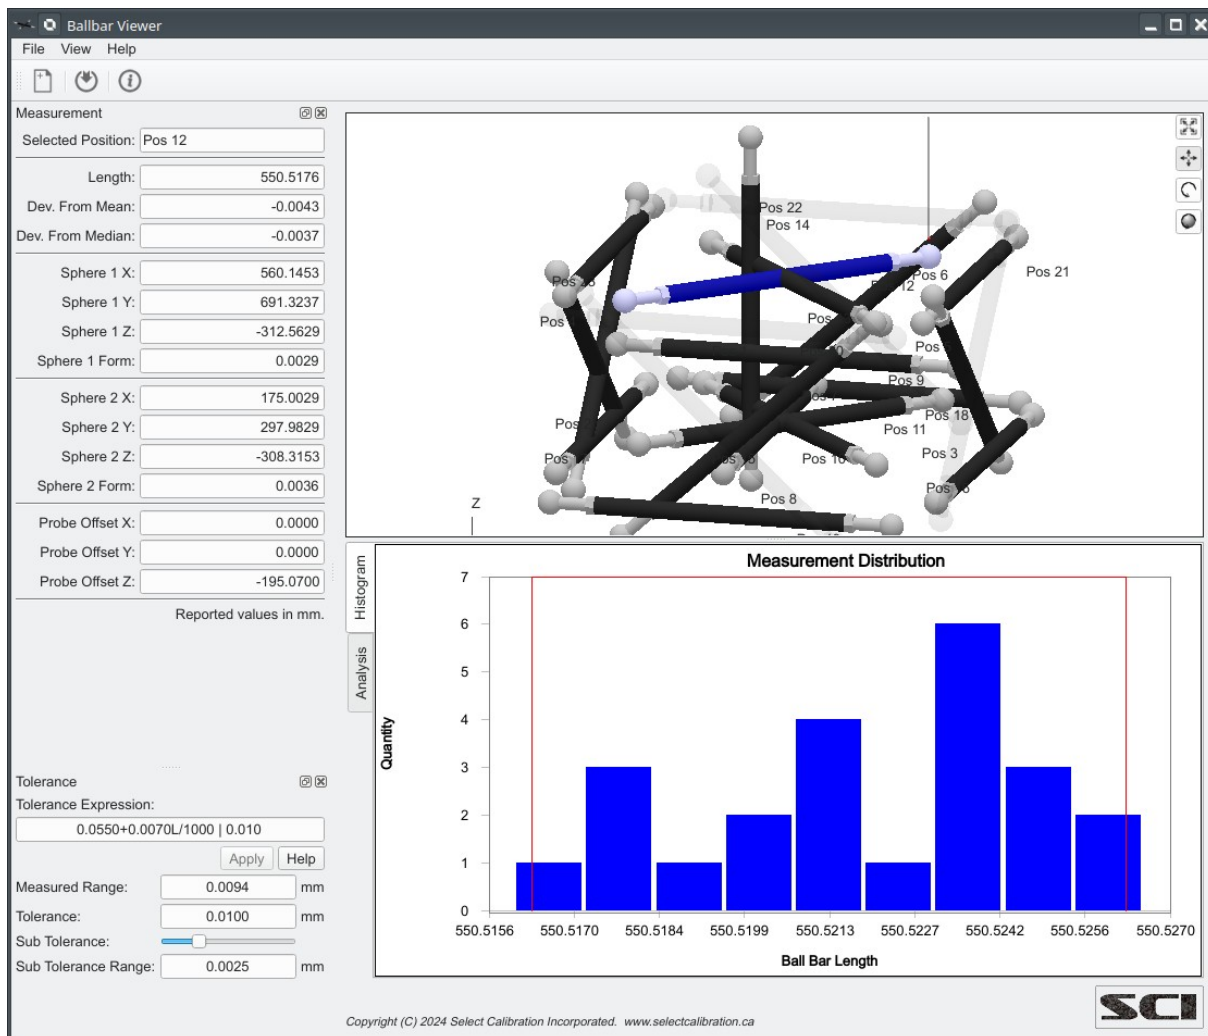 Ballbar Viewer
File View Help
Measurement
Selected Position: Pos 12
Length: 550.5176
Dev. From Mean: -0.0043
Dev. From Median: -0.0037
Sphere 1 X: 560.1453
Sphere 1 Y: 691.3237
Sphere 1 Z: -312.5629
Sphere 1 Form: 0.0029
Sphere 2 X: 175.0029
Sphere 2 Y: 297.9829
Sphere 2 Z: -308.3153
Sphere 2 Form: 0.0036
Probe Offset X: 0.0000
Probe Offset Y: 0.0000
Probe Offset Z: -195.0700
Reported values in mm.
Tolerance
Tolerance Expression:
0.0550+0.0070L/1000 | 0.010
Apply Help
Measured Range: 0.0094 mm
Tolerance: 0.0100 mm
Sub Tolerance:
Sub Tolerance Range: 0.0025 mm
Pos 22
Pos 14
Pos 21
Pos 6
12
Pos
Pos
Pos
Pos 9
Pos 18
Pos 11
Pos 3
Pos
Pos
Pos 8
Z
Histogram
Analysis
Measurement Distribution
Quantity
7
6
5
4
3
2
1
0
550.5156 550.5170 550.5184 550.5199 550.5213 550.5227 550.5242 550.5256 550.5270
Ball Bar Length
Copyright (C) 2024 Select Calibration Incorporated. www.selectcalibration.ca
SCI